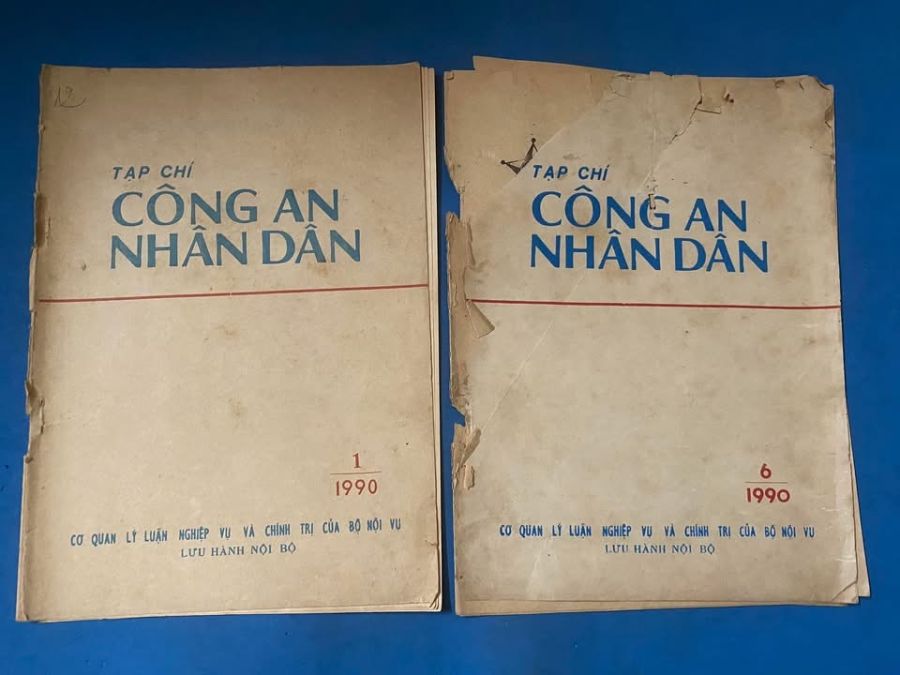 TẠP CHÍ
CÔNG AN
NHÂN DÂN
1
1990
CƠ QUAN LÝ LUẬN NGHIỆP VỤ VÀ CHÍNH TRỊ CỦA BỘ NỘI VỤ
LƯU HÀNH NỘI BỘ
TẠP CHÍ
CÔNG AN
NHÂN DÂN
6
1990
CƠ QUAN LÝ LUẬN NGHIỆP VỤ VÀ CHÍNH TRỊ CỦA BỘ NỘI VỤ
LƯU HÀNH NỘI BỘ